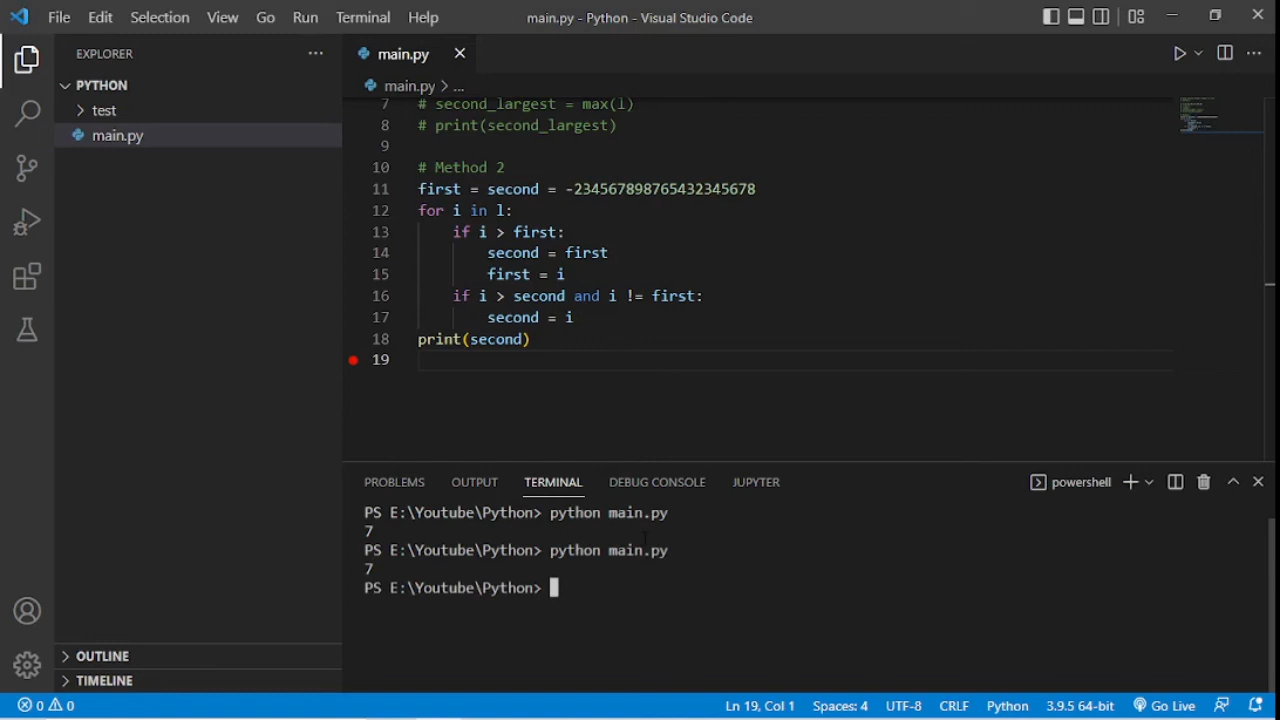 File Edit Selection View Go Run Terminal Help main.py - Python - Visual Studio Code
EXPLORER
PYTHON
test
main.py
OUTLINE
TIMELINE
main.py
main.py > ...
7 # second_largest = max(l)
8 # print(second_largest)
9
10 # Method 2
11 first = second = -234567898765432345678
12 for i in l:
13 if i > first:
14 second = first
15 first = i
16 if i > second and i != first:
17 second = i
18 print(second)
19
PROBLEMS OUTPUT TERMINAL DEBUG CONSOLE JUPYTER powershell
PS E:\Youtube\Python> python main.py
7
PS E:\Youtube\Python> python main.py
7
PS E:\Youtube\Python>
0 0 Ln 19, Col 1 Spaces: 4 UTF-8 CRLF Python 3.9.5 64-bit Go Live